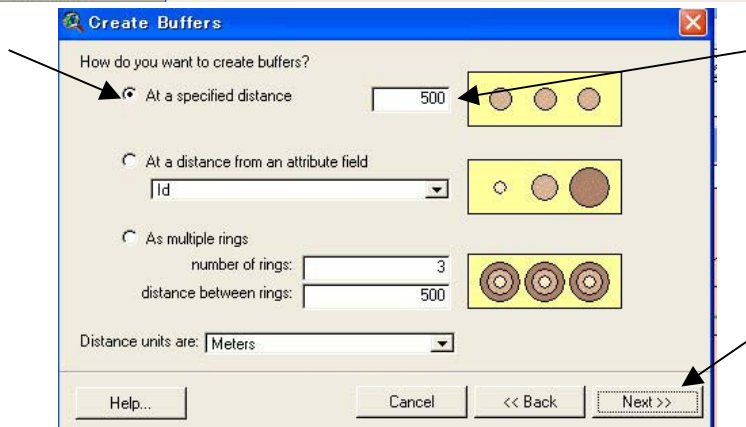 Create Buffers
How do you want to create buffers?
At a specified distance 500
At a distance from an attribute field
Id
As multiple rings
number of rings: 3
distance between rings: 500
Distance units are: Meters
Help... Cancel << Back Next >>